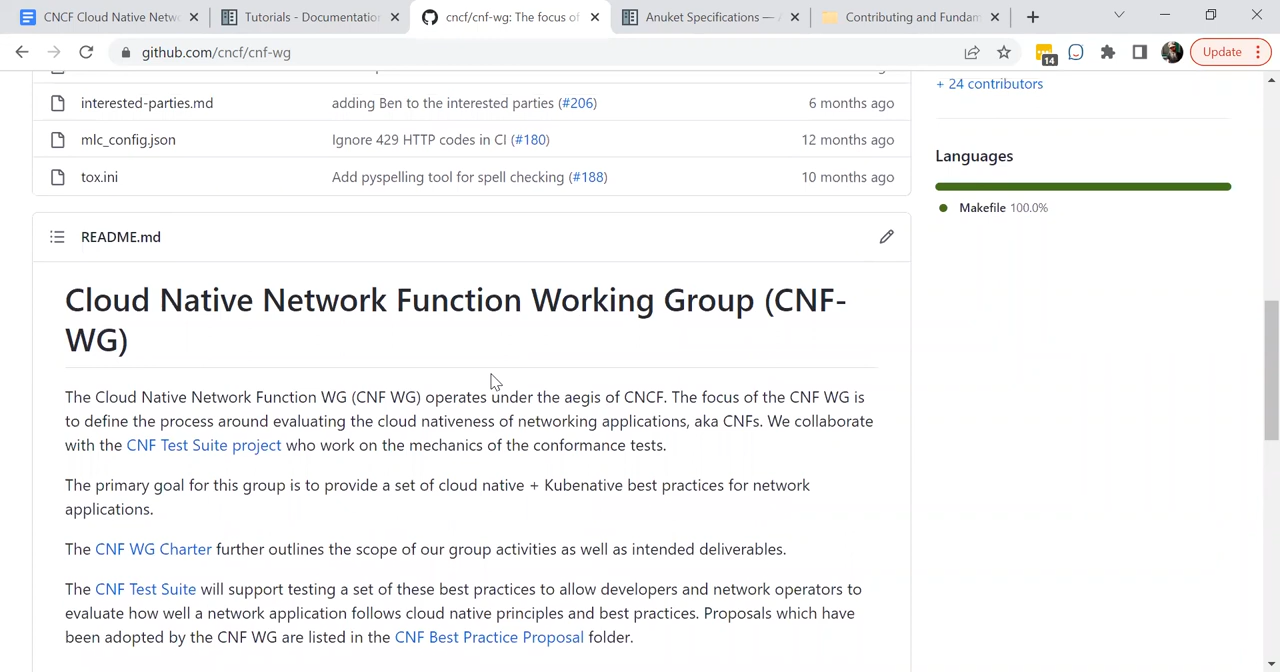 CNCF Cloud Native Netw
Tutorials - Documentatio
cncf/cnf-wg: The focus of
Anuket Specifications —
Contributing and Fundam
github.com/cncf/cnf-wg
14
Update
+ 24 contributors
interested-parties.md adding Ben to the interested parties (#206) 6 months ago
mlc_config.json Ignore 429 HTTP codes in CI (#180) 12 months ago
tox.ini Add pyspelling tool for spell checking (#188) 10 months ago
Languages
Makefile 100.0%
README.md
Cloud Native Network Function Working Group (CNF-
WG)
The Cloud Native Network Function WG (CNF WG) operates under the aegis of CNCF. The focus of the CNF WG is
to define the process around evaluating the cloud nativeness of networking applications, aka CNFs. We collaborate
with the CNF Test Suite project who work on the mechanics of the conformance tests.
The primary goal for this group is to provide a set of cloud native + Kubenative best practices for network
applications.
The CNF WG Charter further outlines the scope of our group activities as well as intended deliverables.
The CNF Test Suite will support testing a set of these best practices to allow developers and network operators to
evaluate how well a network application follows cloud native principles and best practices. Proposals which have
been adopted by the CNF WG are listed in the CNF Best Practice Proposal folder.